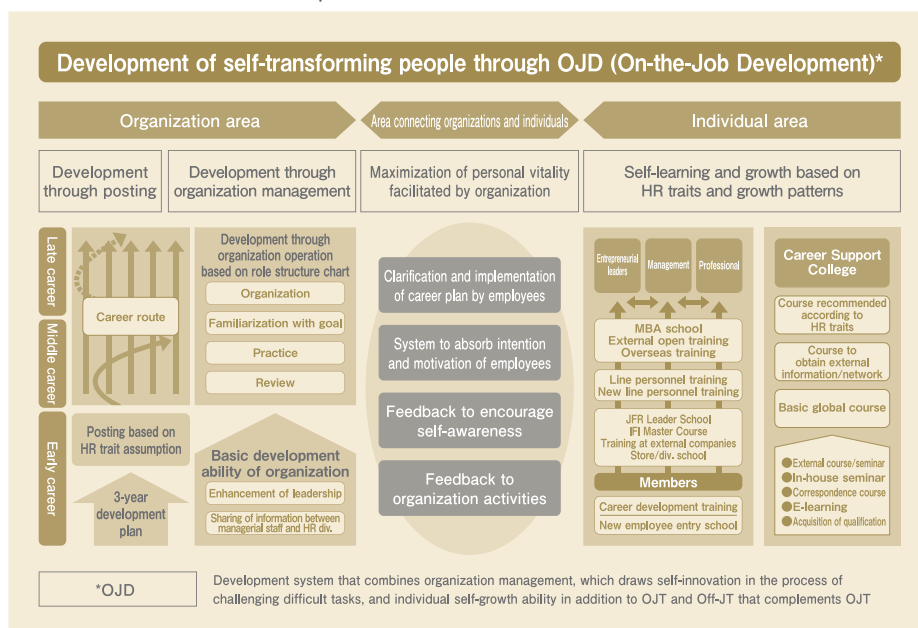 Development of self-transforming people through OJD (On-the-Job Development)*
Organization area
Area connecting organizations and individuals
Individual area
Development
through posting
Development through
organization management
Maximization of personal vitality
facilitated by organization
Self-learning and growth based on
HR traits and growth patterns
Late career
Middle career
Early career
Career route
Posting based on
HR trait assumption
3-year
development
plan
Development through
organization operation
based on role structure chart
Organization
Familiarization with goal
Practice
Review
Basic development
ability of organization
Enhancement of leadership
Sharing of information between
managerial staff and HR div.
Clarification and implementation
of career plan by employees
System to absorb intention
and motivation of employees
Feedback to encourage
self-awareness
Feedback to
organization activities
Entrepreneurial
leaders
Management
Professional
MBA school
External open training
Overseas training
Line personnel training
New line personnel training
JFR Leader School
IFI Master Course
Training at external companies
Store/div. school
Members
Career development training
New employee entry school
Career Support
College
Course recommended
according to
HR traits
Course to
obtain external
information/network
Basic global course
●External course/seminar
●In-house seminar
●Correspondence course
●E-learning
●Acquisition of qualification
*OJD
Development system that combines organization management, which draws self-innovation in the process of
challenging difficult tasks, and individual self-growth ability in addition to OJT and Off-JT that complements OJT